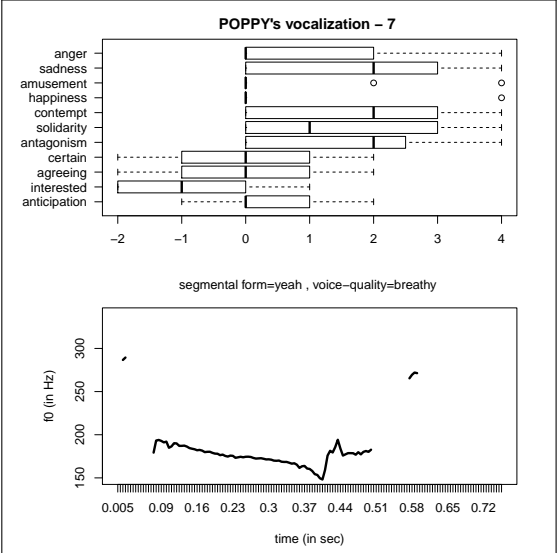 POPPY's vocalization − 7
anger
sadness
amusement
happiness
contempt
solidarity
antagonism
certain
agreeing
interested
anticipation
−2 −1 0 1 2 3 4
segmental form=yeah , voice−quality=breathy
f0 (in Hz)
300
250
200
150
0.005 0.09 0.16 0.23 0.3 0.37 0.44 0.51 0.58 0.65 0.72
time (in sec)